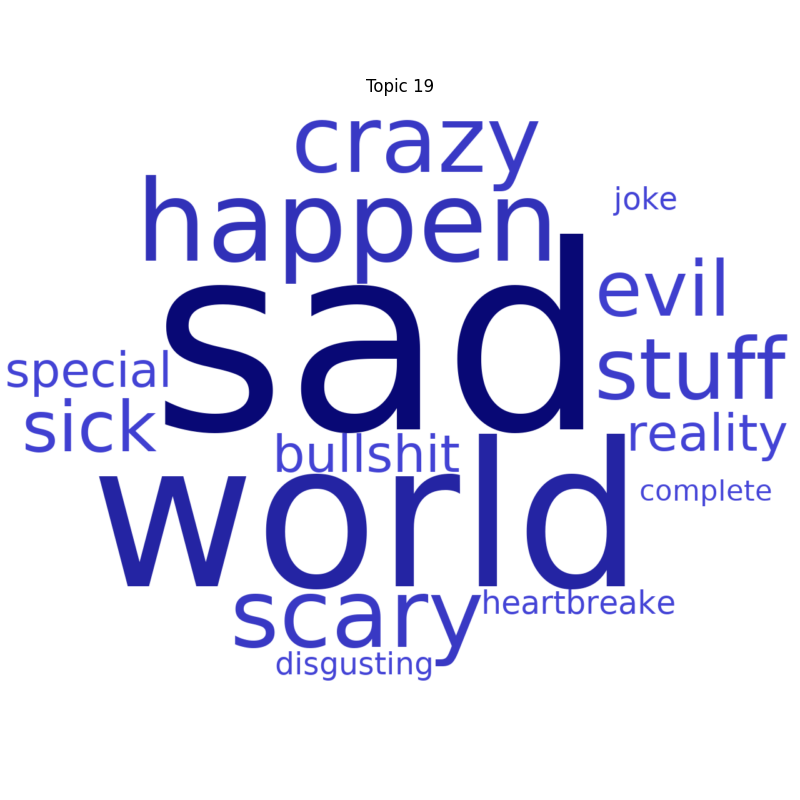 Topic 19
crazy
joke
happen
sad
evil
stuff
special
sick
reality
bullshit
world
complete
scary
heartbreake
disgusting